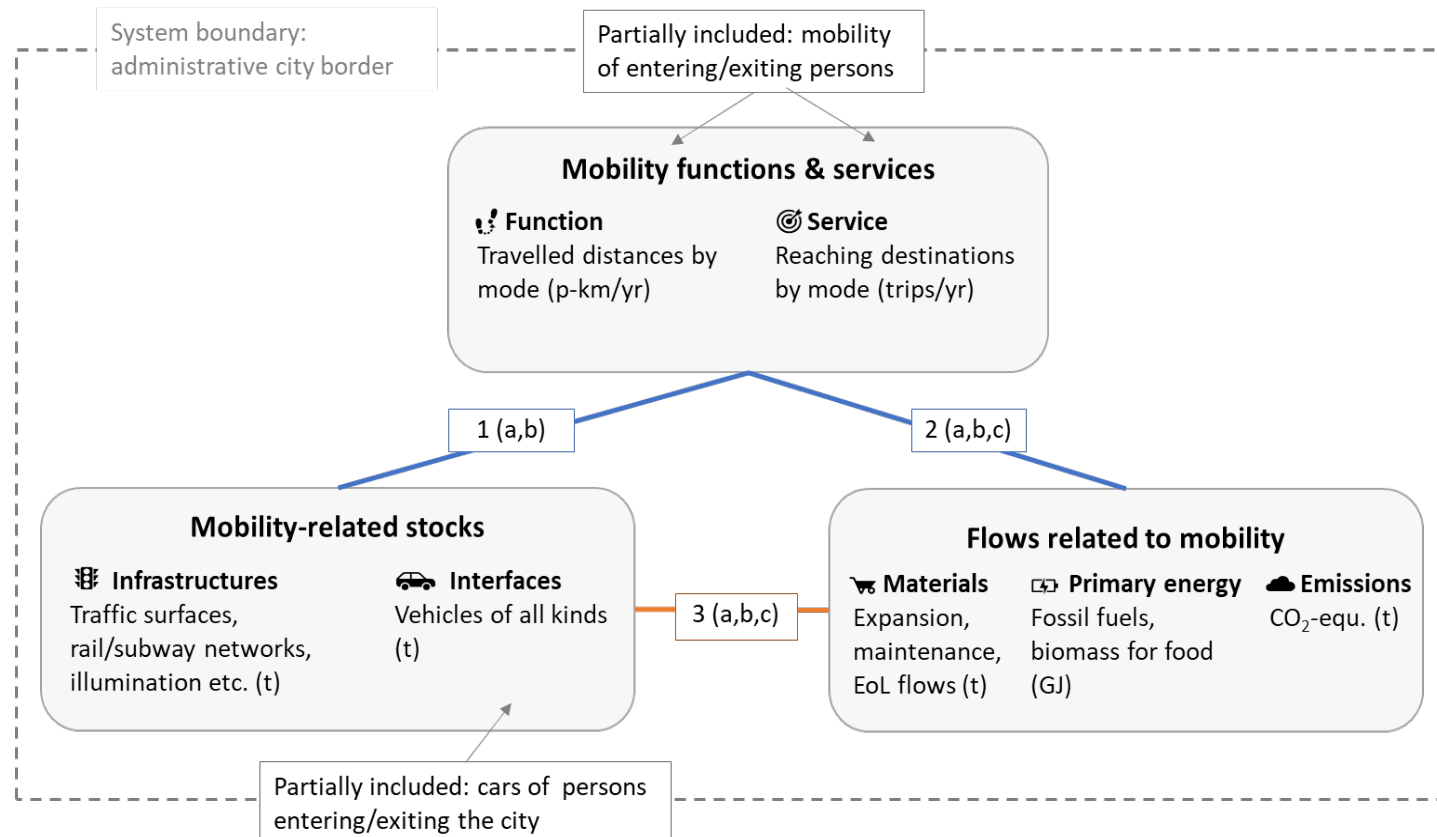 System boundary:
administrative city border
Partially included: mobility
of entering/exiting persons
Mobility functions & services
Function
Travelled distances by
mode (p-km/yr)
Service
Reaching destinations
by mode (trips/yr)
1 (a,b)
2 (a,b,c)
Mobility-related stocks
Infrastructures
Traffic surfaces,
rail/subway networks,
illumination etc. (t)
Interfaces
Vehicles of all kinds
(t)
3 (a,b,c)
Flows related to mobility
Materials
Expansion,
maintenance,
EoL flows (t)
Primary energy
Fossil fuels,
biomass for food
(GJ)
Emissions
CO₂-equ. (t)
Partially included: cars of persons
entering/exiting the city